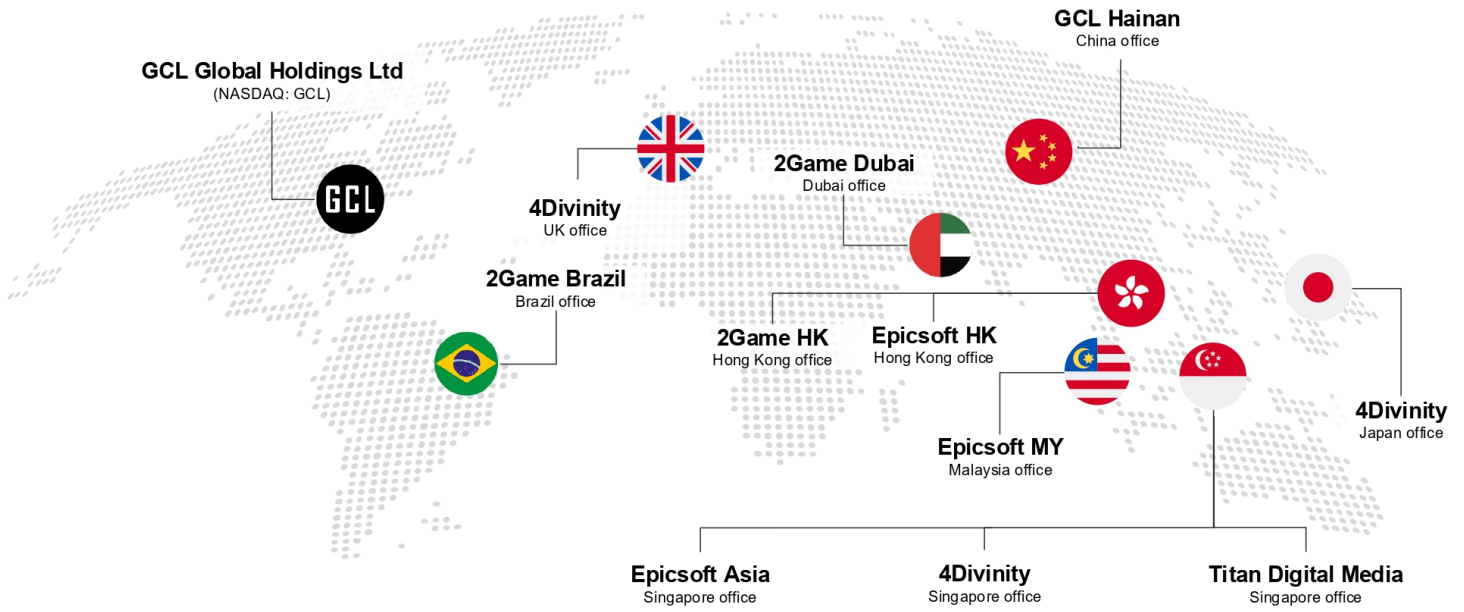 GCL Hainan
China office
GCL Global Holdings Ltd
(NASDAQ: GCL)
GCL
2Game Dubai
Dubai office
4Divinity
UK office
2Game Brazil
Brazil office
2Game HK
Hong Kong office
Epicsoft HK
Hong Kong office
4Divinity
Japan office
Epicsoft MY
Malaysia office
Epicsoft Asia
Singapore office
4Divinity
Singapore office
Titan Digital Media
Singapore office